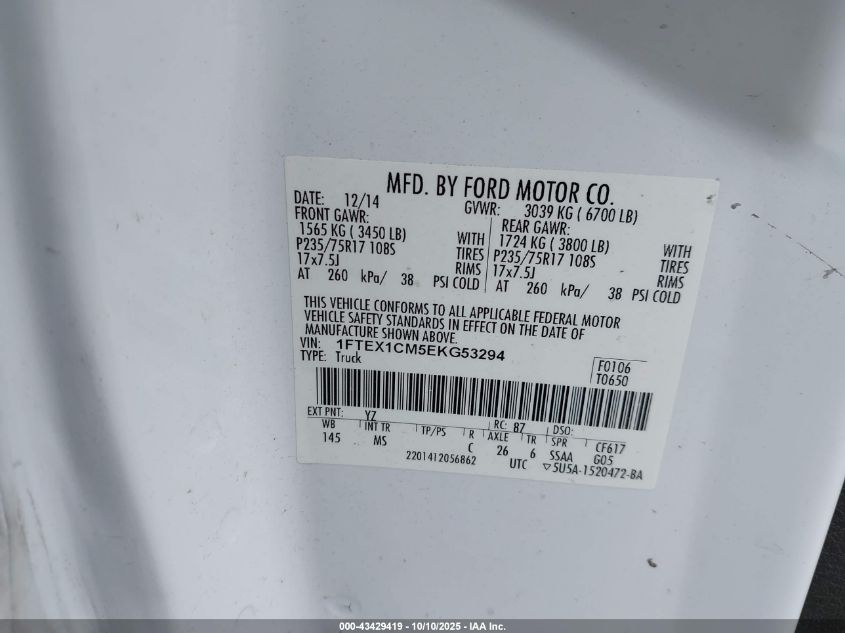 MFD. BY FORD MOTOR CO.
DATE: 12/14 GVWR: 3039 KG ( 6700 LB)
FRONT GAWR: REAR GAWR:
1565 KG ( 3450 LB) WITH 1724 KG ( 3800 LB) WITH
P235/75R17 108S TIRES P235/75R17 108S TIRES
17x7.5J RIMS 17x7.5J RIMS
AT 260 kPa/ 38 PSI COLD AT 260 kPa/ 38 PSI COLD
THIS VEHICLE CONFORMS TO ALL APPLICABLE FEDERAL MOTOR
VEHICLE SAFETY STANDARDS IN EFFECT ON THE DATE OF
MANUFACTURE SHOWN ABOVE.
VIN: 1FTEX1CM5EKG53294
TYPE: Truck
F0106
T0650
EXT PNT: YZ RC: 87 DSO:
WB INT TR TP/PS R AXLE TR SPR CF617
145 MS C 26 6 SSAA G05
2201412056862 UTC ▽5U5A-1520472-BA
000-43429419 - 10/10/2025 - IAA Inc.